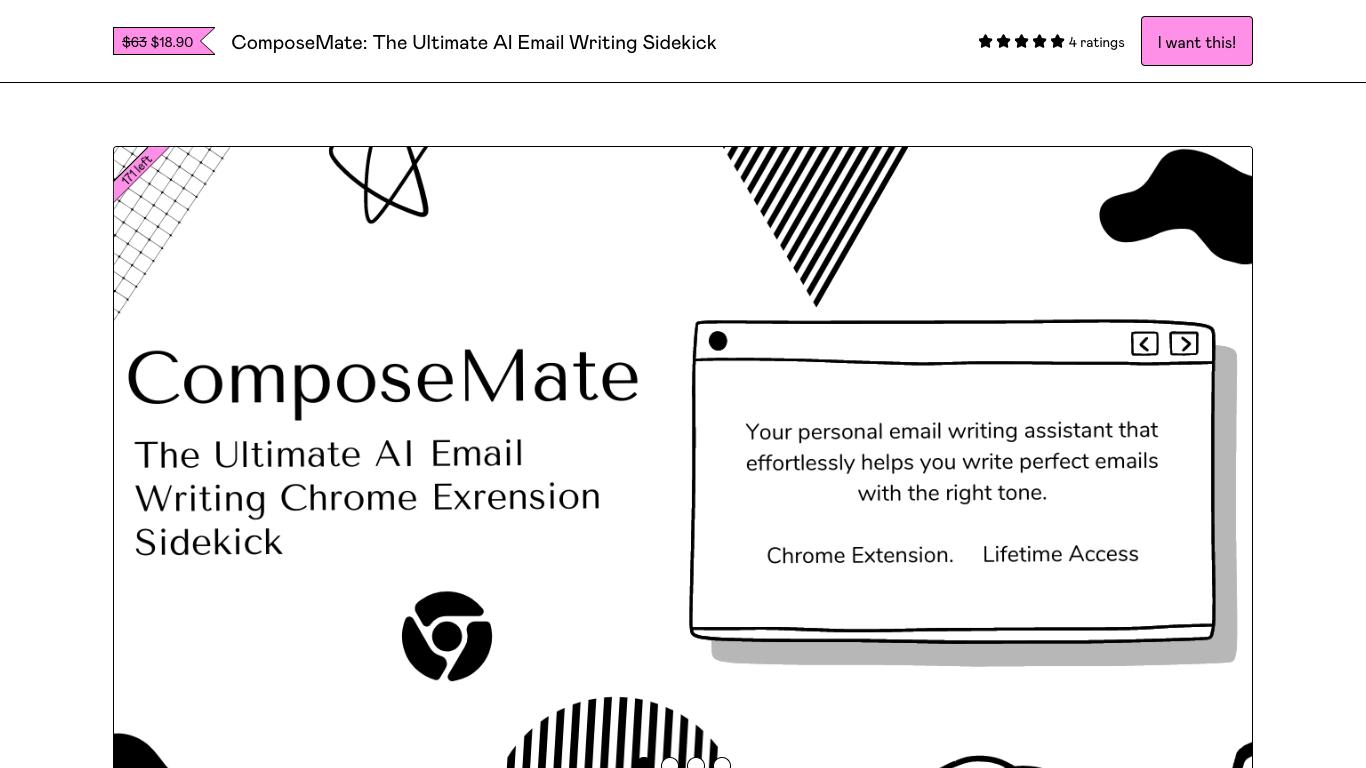 $63 $18.90
ComposeMate: The Ultimate AI Email Writing Sidekick
4 ratings
I want this!
171 left
ComposeMate
The Ultimate AI Email
Writing Chrome Exrension
Sidekick
Your personal email writing assistant that
effortlessly helps you write perfect emails
with the right tone.
Chrome Extension. Lifetime Access